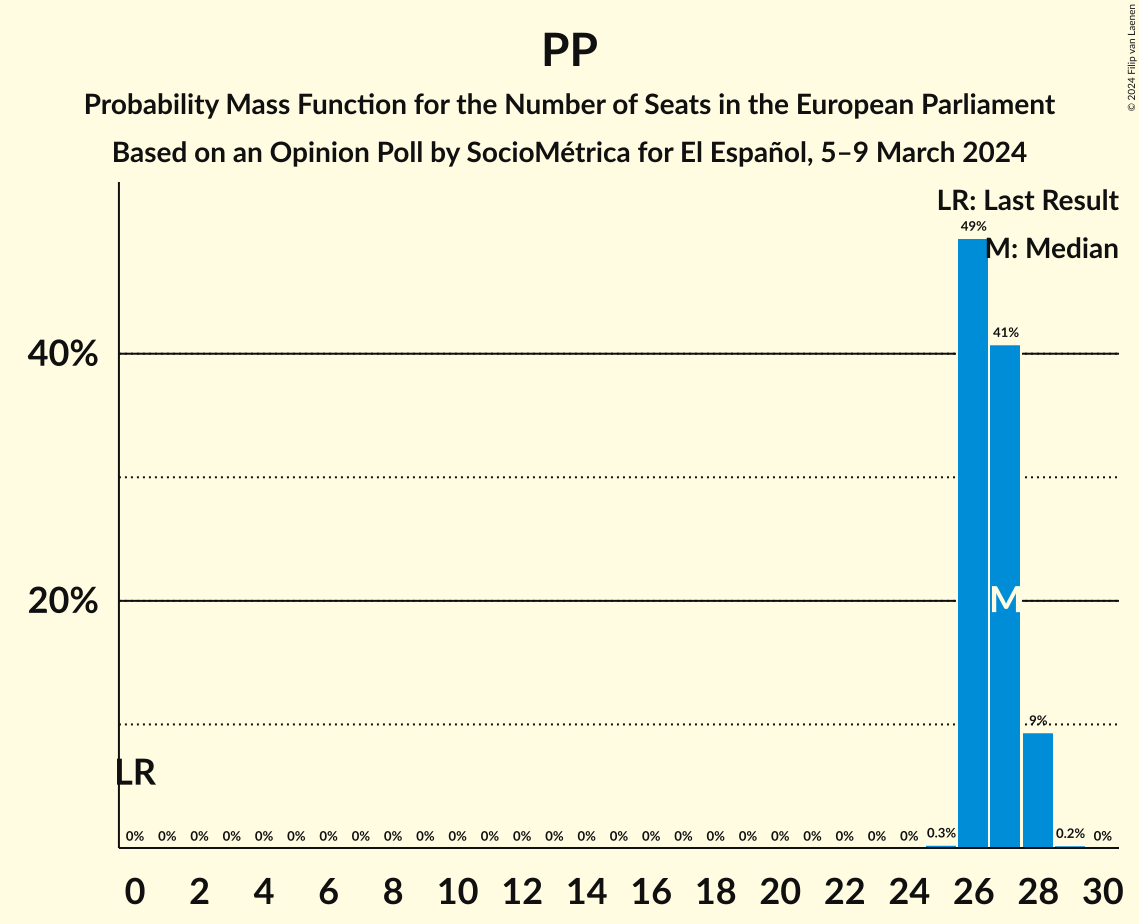 PP
Probability Mass Function for the Number of Seats in the European Parliament
Based on an Opinion Poll by SocioMétrica for El Español, 5–9 March 2024
© 2024 Filip van Laenen
LR: Last Result
M: Median
49%
41%
40%
20%
M
9%
LR
0% 0% 0% 0% 0% 0% 0% 0% 0% 0% 0% 0% 0% 0% 0% 0% 0% 0% 0% 0% 0% 0% 0% 0% 0% 0.3% 0.2% 0%
0 2 4 6 8 10 12 14 16 18 20 22 24 26 28 30